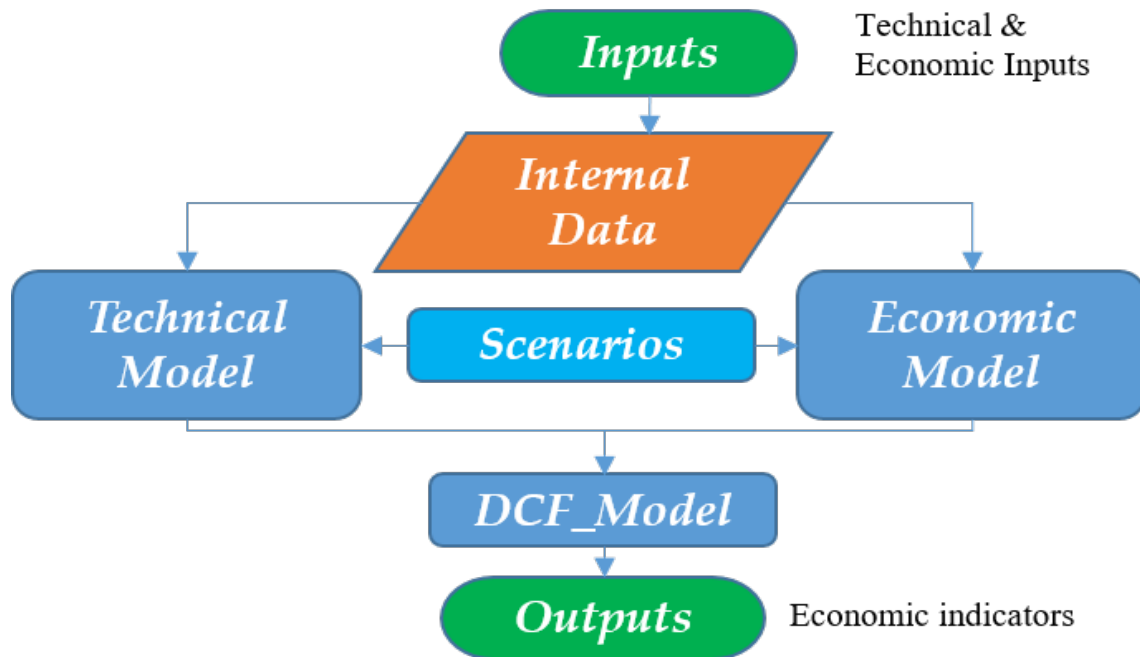 Inputs
Technical &
Economic Inputs
Internal
Data
Technical
Model
Scenarios
Economic
Model
DCF_Model
Outputs
Economic indicators